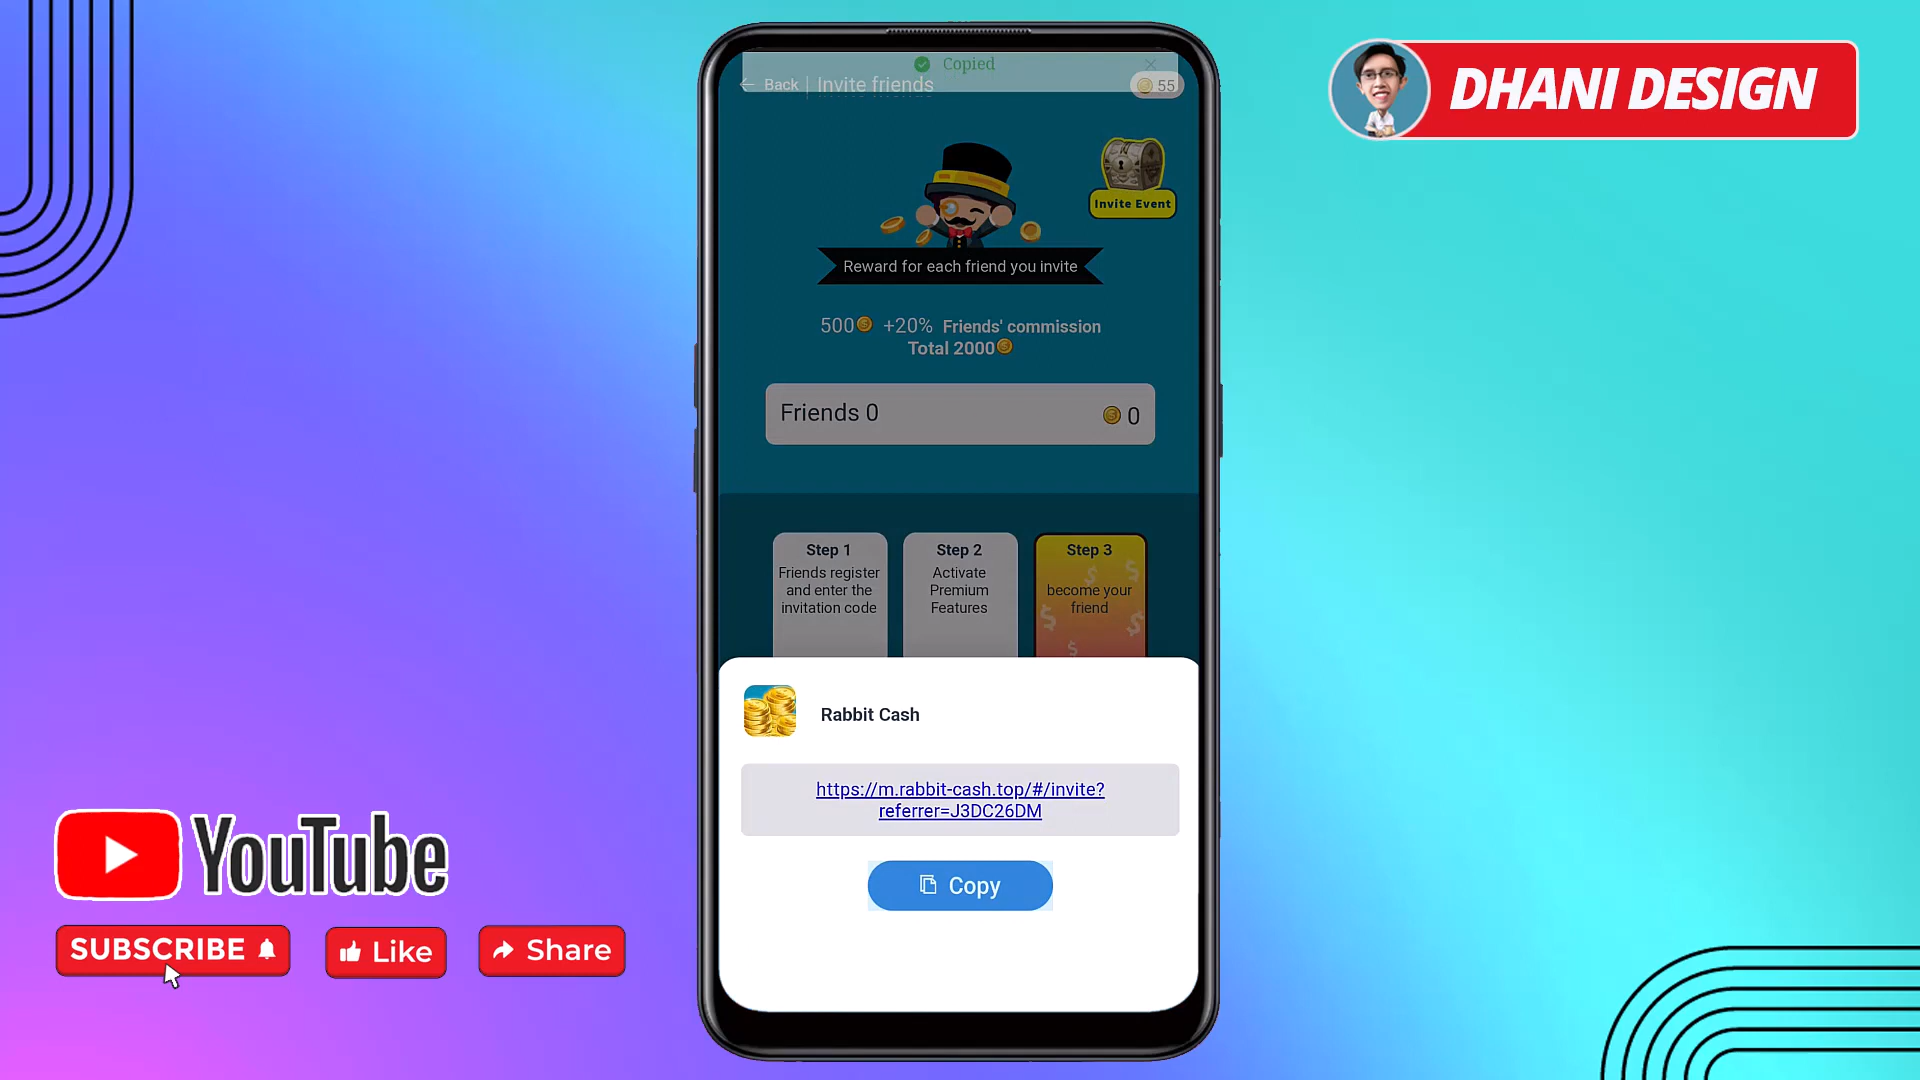 DHANI DESIGN
Copied
Back
Invite friends
55
Invite Event
Reward for each friend you invite
500 +20% Friends' commission
Total 2000
Friends 0
0
Step 1
Friends register
and enter the
invitation code
Step 2
Activate
Premium
Features
Step 3
become your
friend
Rabbit Cash
https://m.rabbit-cash.top/#/invite?
referrer=J3DC26DM
Copy
YouTube
SUBSCRIBE
Like
Share